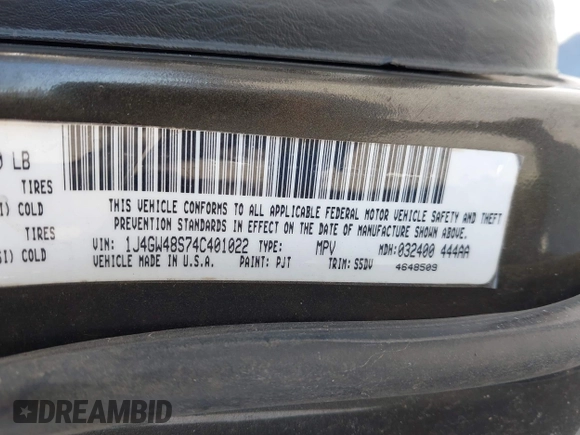 0 LB
TIRES
I) COLD
TIRES
SI) COLD
THIS VEHICLE CONFORMS TO ALL APPLICABLE FEDERAL MOTOR VEHICLE SAFETY AND THEFT
PREVENTION STANDARDS IN EFFECT ON THE DATE OF MANUFACTURE SHOWN ABOVE.
VIN: 1J4GW48S74C401022 TYPE: MPV MDH:032400 444AA
VEHICLE MADE IN U.S.A. PAINT: PJT TRIM: S5DV 4648509
DREAMBID